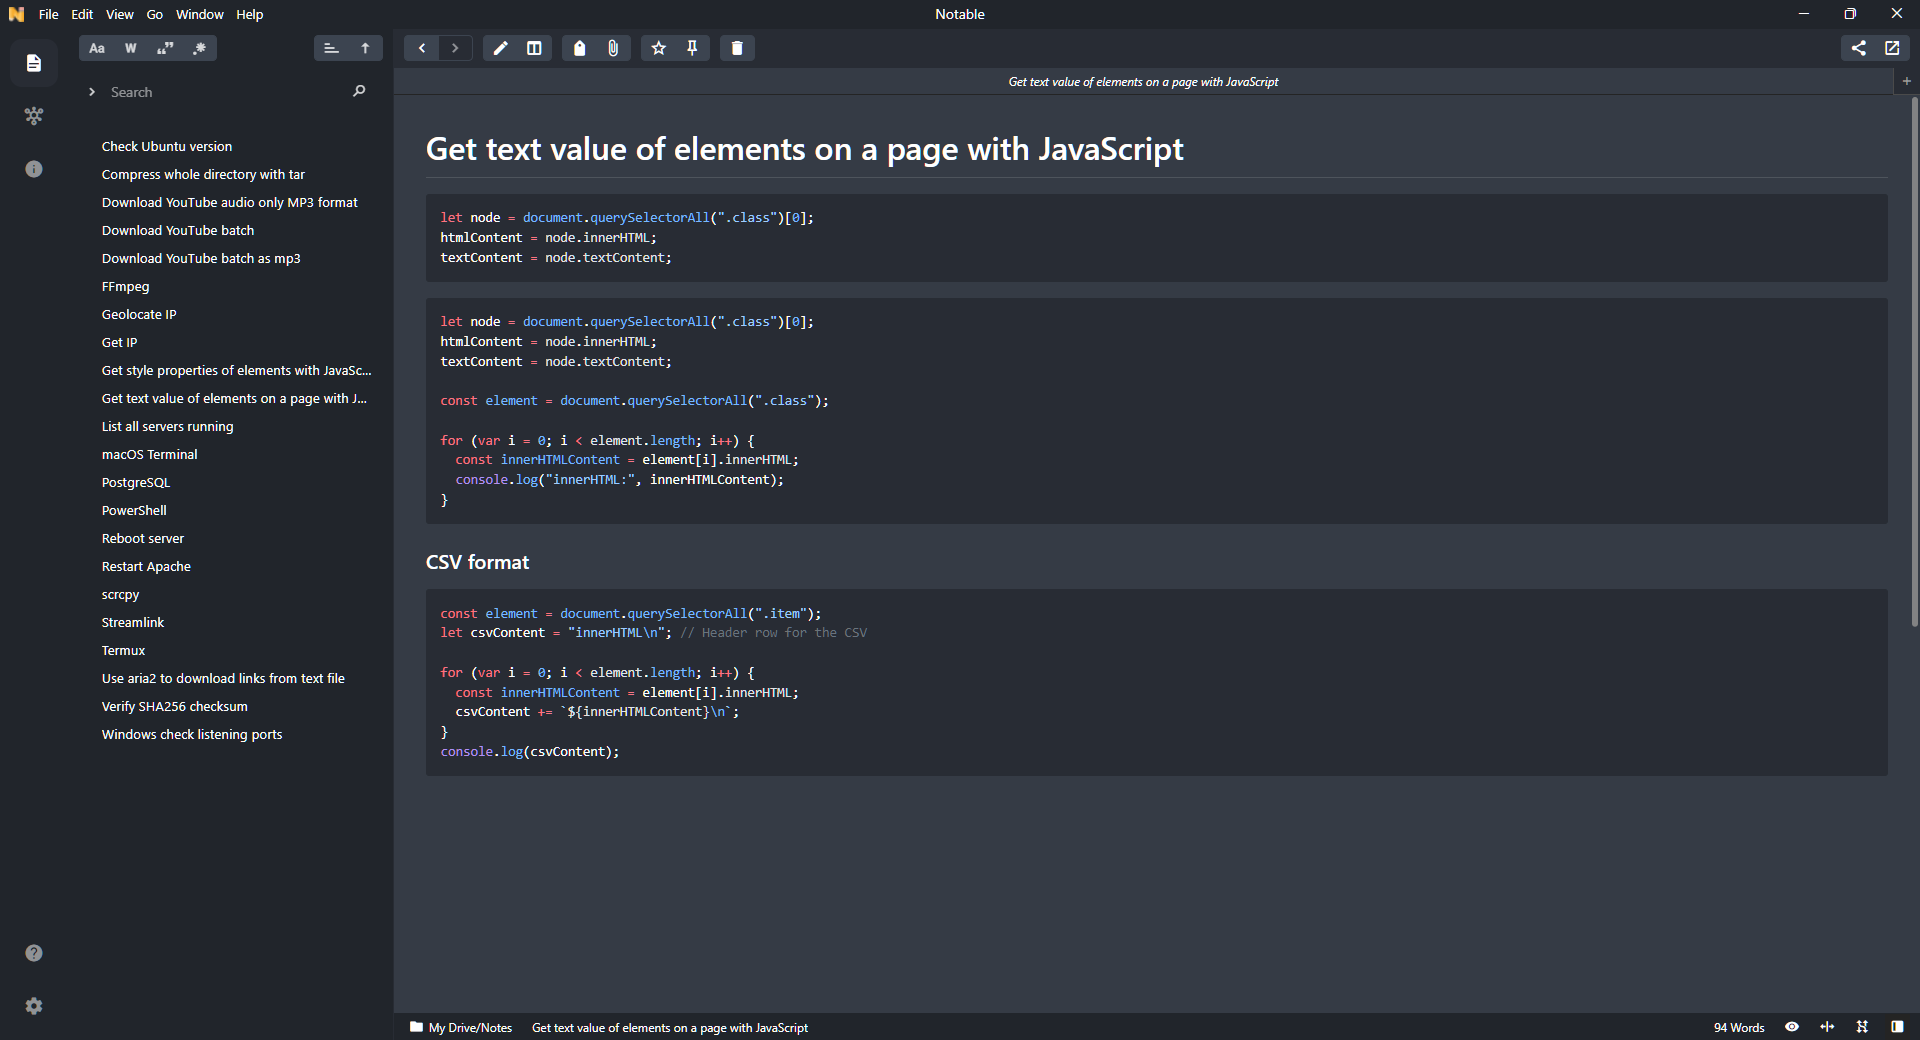 File Edit View Go Window Help
Notable
Aa W
Search
Check Ubuntu version
Compress whole directory with tar
Download YouTube audio only MP3 format
Download YouTube batch
Download YouTube batch as mp3
FFmpeg
Geolocate IP
Get IP
Get style properties of elements with JavaSc...
Get text value of elements on a page with J...
List all servers running
macOS Terminal
PostgreSQL
PowerShell
Reboot server
Restart Apache
scrcpy
Streamlink
Termux
Use aria2 to download links from text file
Verify SHA256 checksum
Windows check listening ports
Get text value of elements on a page with JavaScript
Get text value of elements on a page with JavaScript
let node = document.querySelectorAll(".class")[0];
htmlContent = node.innerHTML;
textContent = node.textContent;
let node = document.querySelectorAll(".class")[0];
htmlContent = node.innerHTML;
textContent = node.textContent;
const element = document.querySelectorAll(".class");
for (var i = 0; i < element.length; i++) {
  const innerHTMLContent = element[i].innerHTML;
  console.log("innerHTML:", innerHTMLContent);
}
CSV format
const element = document.querySelectorAll(".item");
let csvContent = "innerHTML\n"; // Header row for the CSV
for (var i = 0; i < element.length; i++) {
  const innerHTMLContent = element[i].innerHTML;
  csvContent += `${innerHTMLContent}\n`;
}
console.log(csvContent);
My Drive/Notes Get text value of elements on a page with JavaScript
94 Words